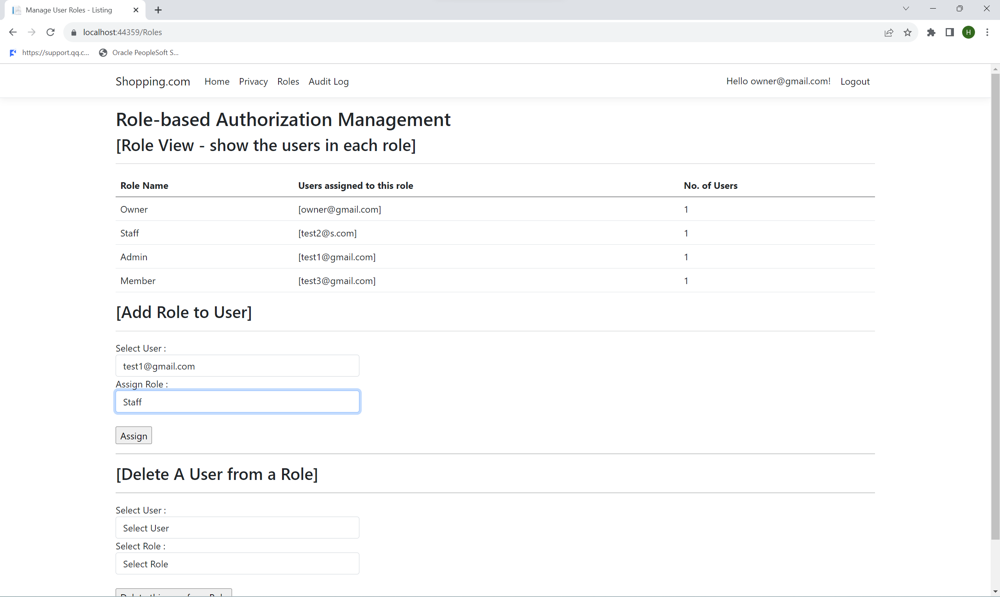 Manage User Roles - Listing
localhost:44359/Roles
H
https://support.qq.c...
Oracle PeopleSoft S...
Shopping.com Home Privacy Roles Audit Log Hello owner@gmail.com! Logout
Role-based Authorization Management
[Role View - show the users in each role]
Role Name Users assigned to this role No. of Users
Owner [owner@gmail.com] 1
Staff [test2@s.com] 1
Admin [test1@gmail.com] 1
Member [test3@gmail.com] 1
[Add Role to User]
Select User :
test1@gmail.com
Assign Role :
Staff
Assign
[Delete A User from a Role]
Select User :
Select User
Select Role :
Select Role